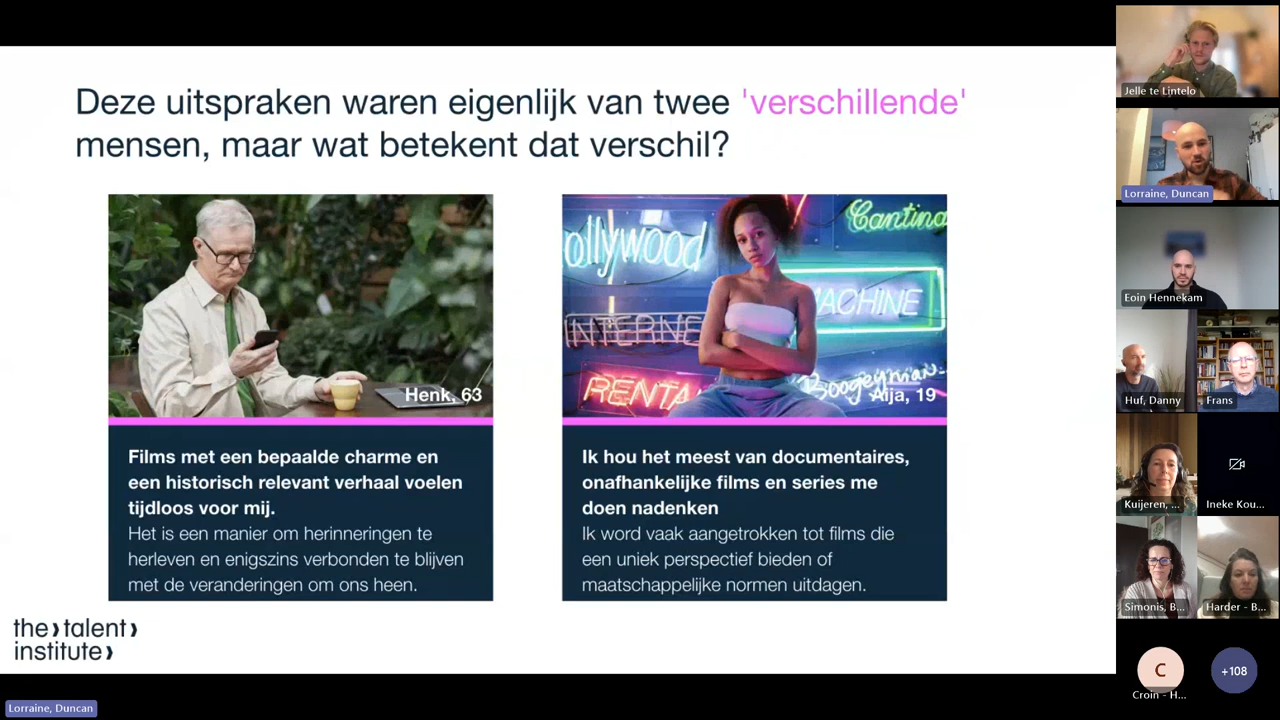 Deze uitspraken waren eigenlijk van twee 'verschillende'
mensen, maar wat betekent dat verschil?
ollywood
Cantina
MACHINE
INTERNE
RENTA
Boogeyman
Henk, 63
Aija, 19
Films met een bepaalde charme en
een historisch relevant verhaal voelen
tijdloos voor mij.
Het is een manier om herinneringen te
herleven en enigszins verbonden te blijven
met de veranderingen om ons heen.
Ik hou het meest van documentaires,
onafhankelijke films en series me
doen nadenken
Ik word vaak aangetrokken tot films die
een uniek perspectief bieden of
maatschappelijke normen uitdagen.
the talent
institute
Lorraine, Duncan
Jelle te Lintelo
Lorraine, Duncan
Eoin Hennekam
Huf, Danny
Frans
Kuijeren, ...
Ineke Kou...
Simonis, B...
Harder - B...
C
Croin - H...
+108